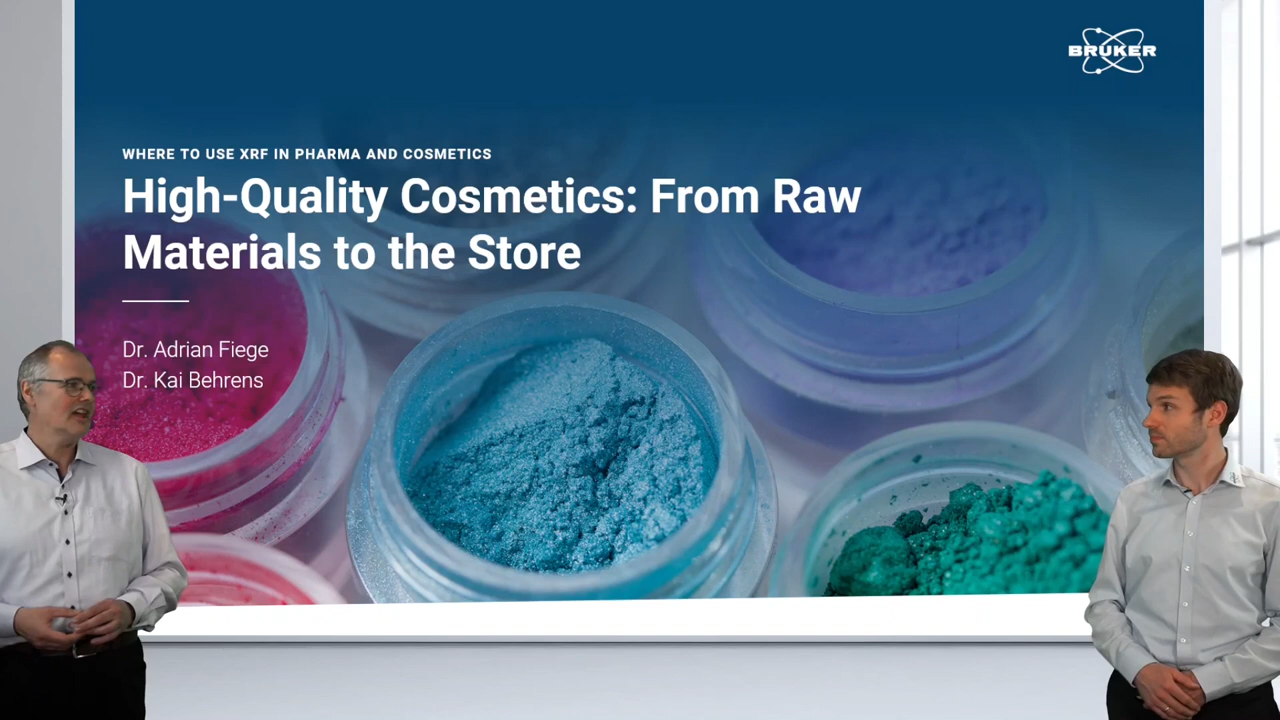 BRUKER
WHERE TO USE XRF IN PHARMA AND COSMETICS
High-Quality Cosmetics: From Raw
Materials to the Store
Dr. Adrian Fiege
Dr. Kai Behrens